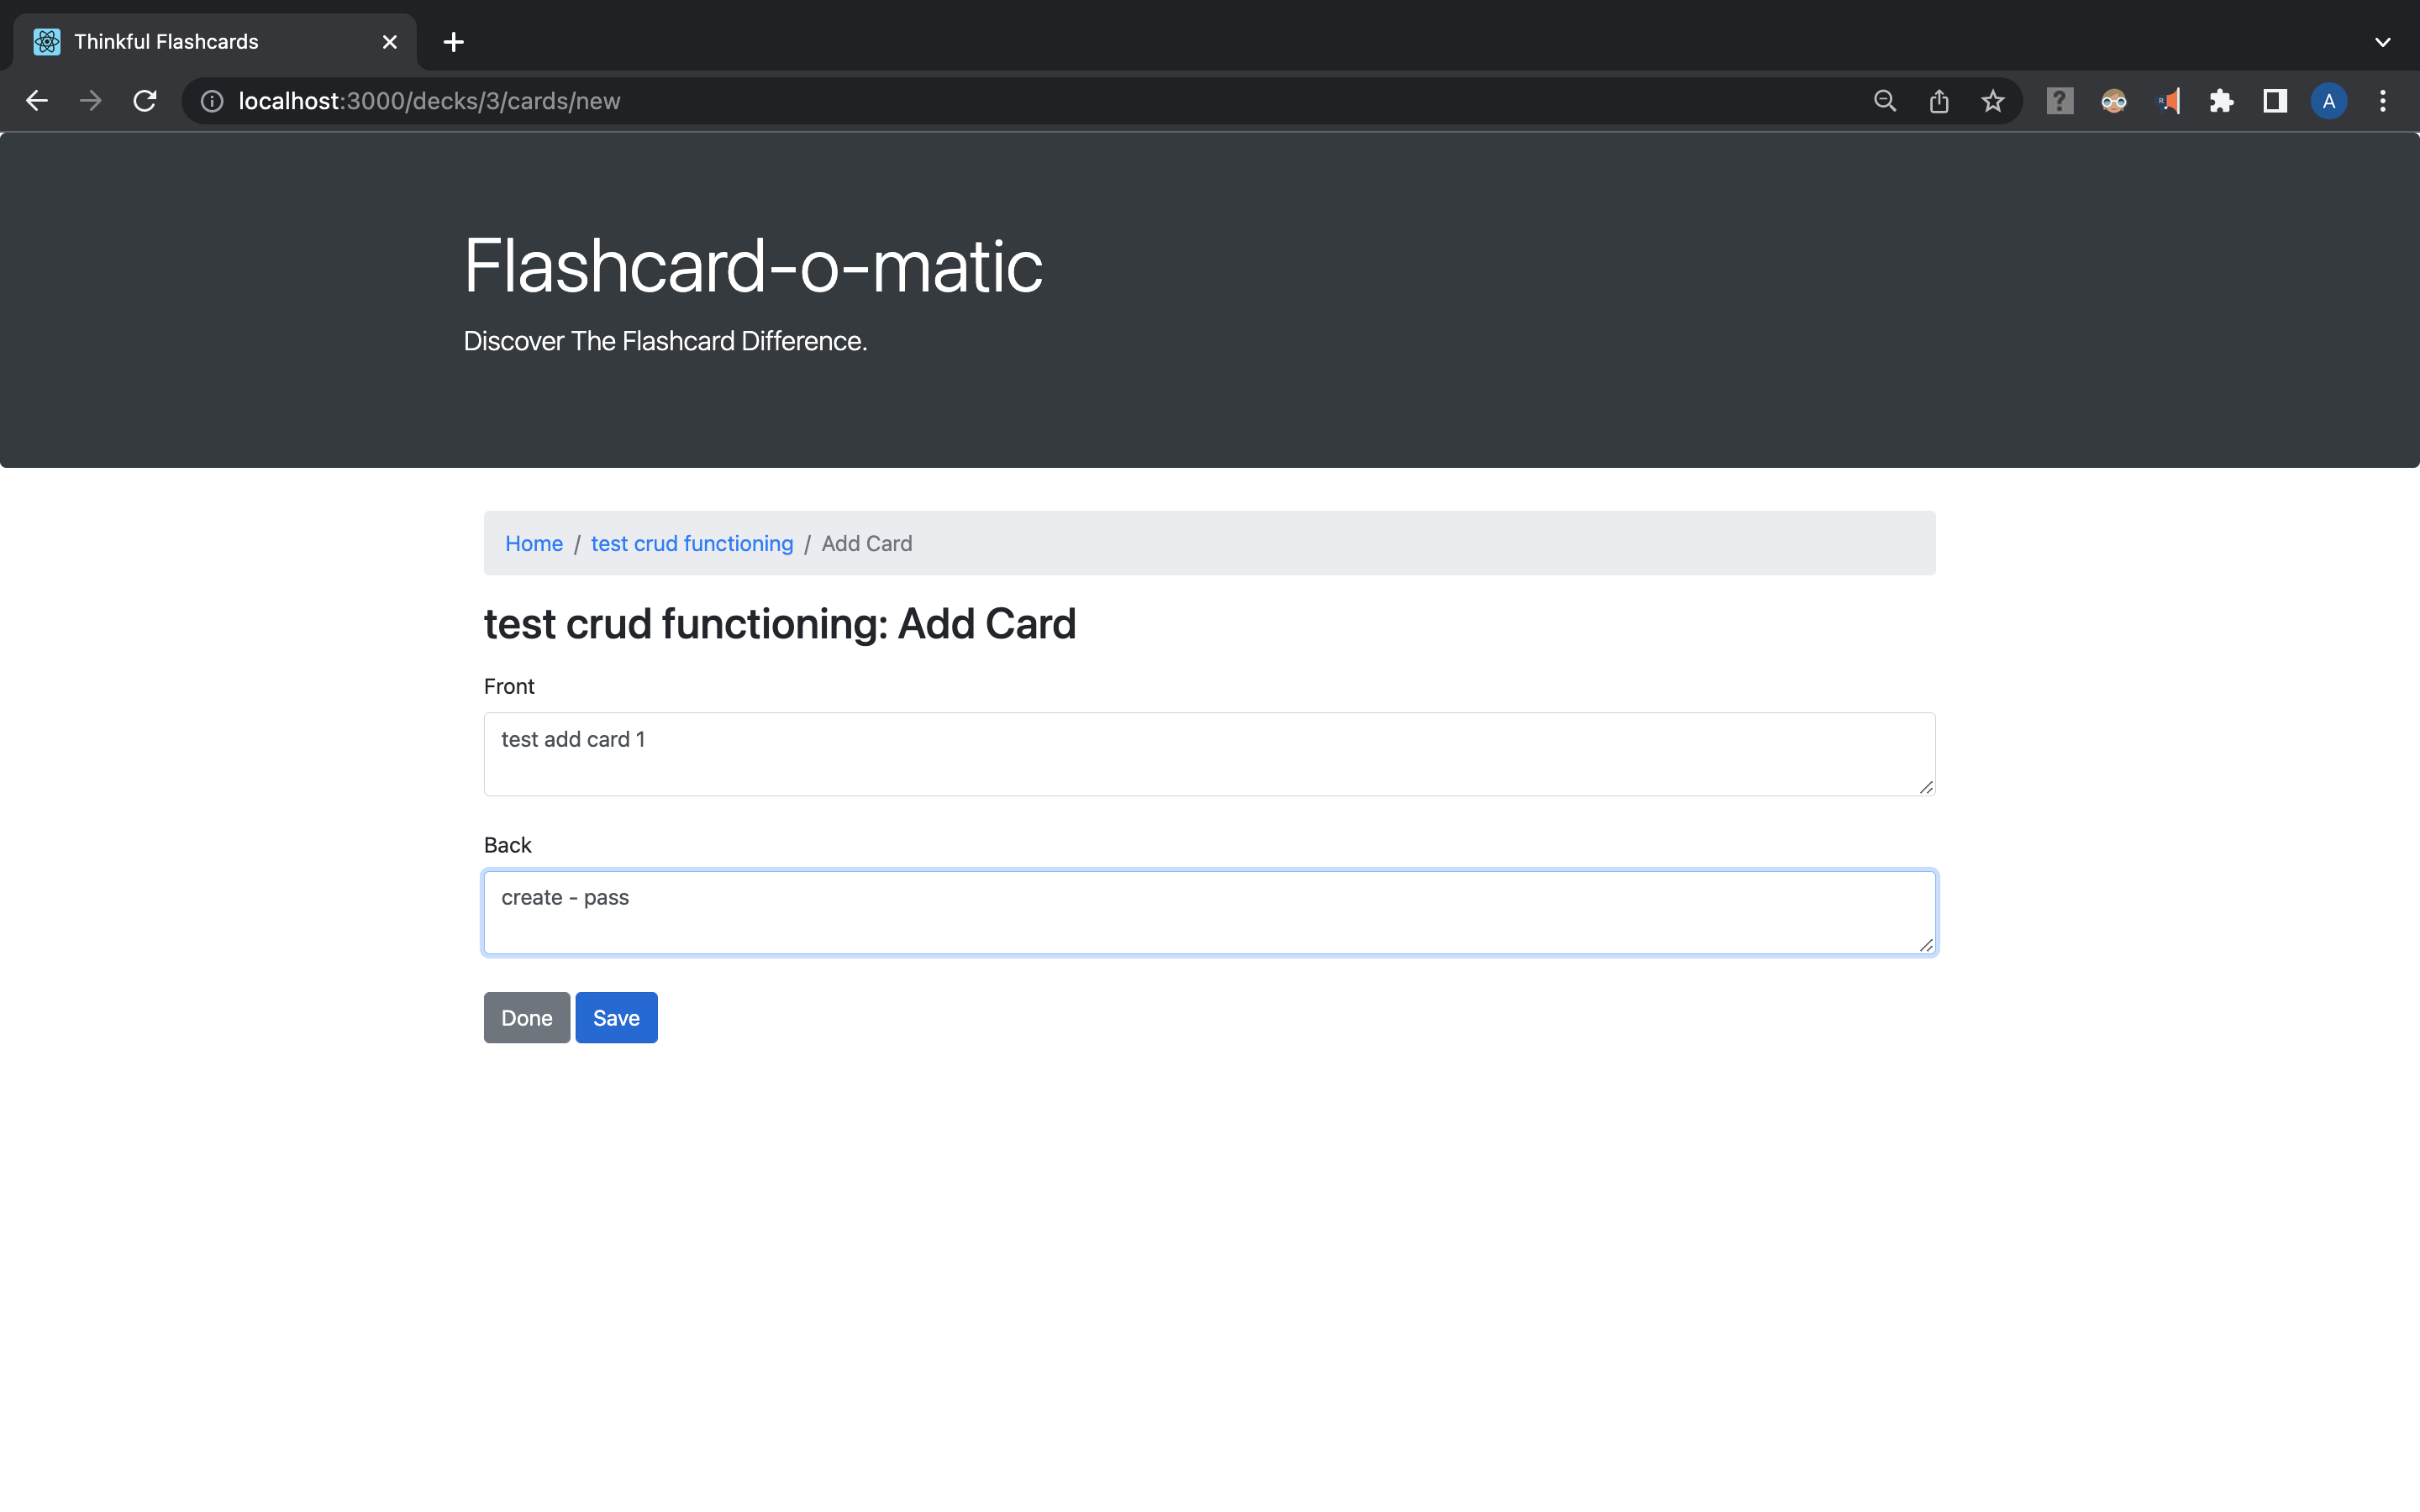 Thinkful Flashcards
localhost:3000/decks/3/cards/new
A
Flashcard-o-matic
Discover The Flashcard Difference.
Home / test crud functioning / Add Card
test crud functioning: Add Card
Front
test add card 1
Back
create - pass
Done Save